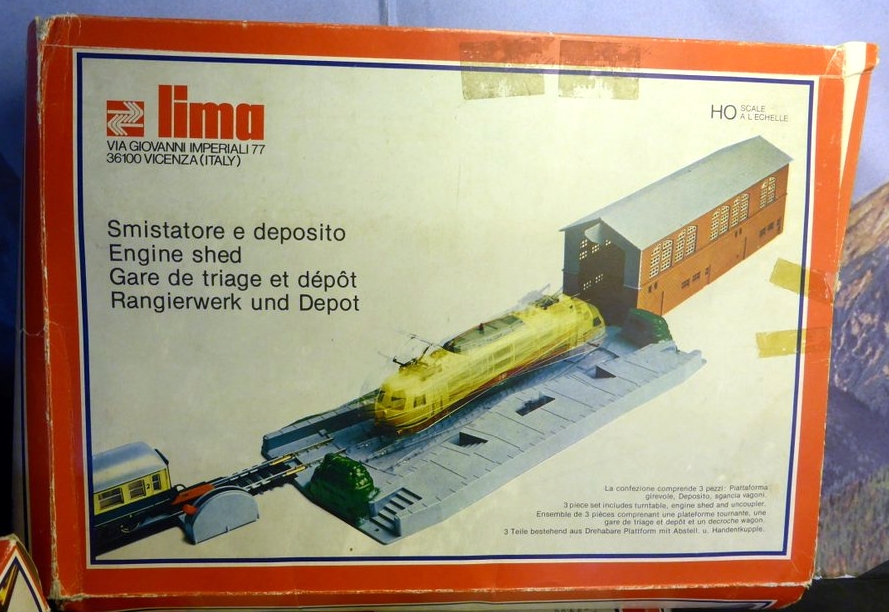 lima
VIA GIOVANNI IMPERIALI 77
36100 VICENZA (ITALY)
HO SCALE
A L'ECHELLE
Smistatore e deposito
Engine shed
Gare de triage et dépôt
Rangierwerk und Depot
La confezione comprende 3 pezzi: Piattaforma
girevole, Deposito, sgancia vagoni.
3 piece set includes turntable, engine shed and uncoupler.
Ensemble de 3 pièces comprenant une plateforme tournante, une
gare de triage et depôt et un decroche wagon.
3 Teile bestehend aus Drehabare Plattform mit Abstell. u. Handentkupple.